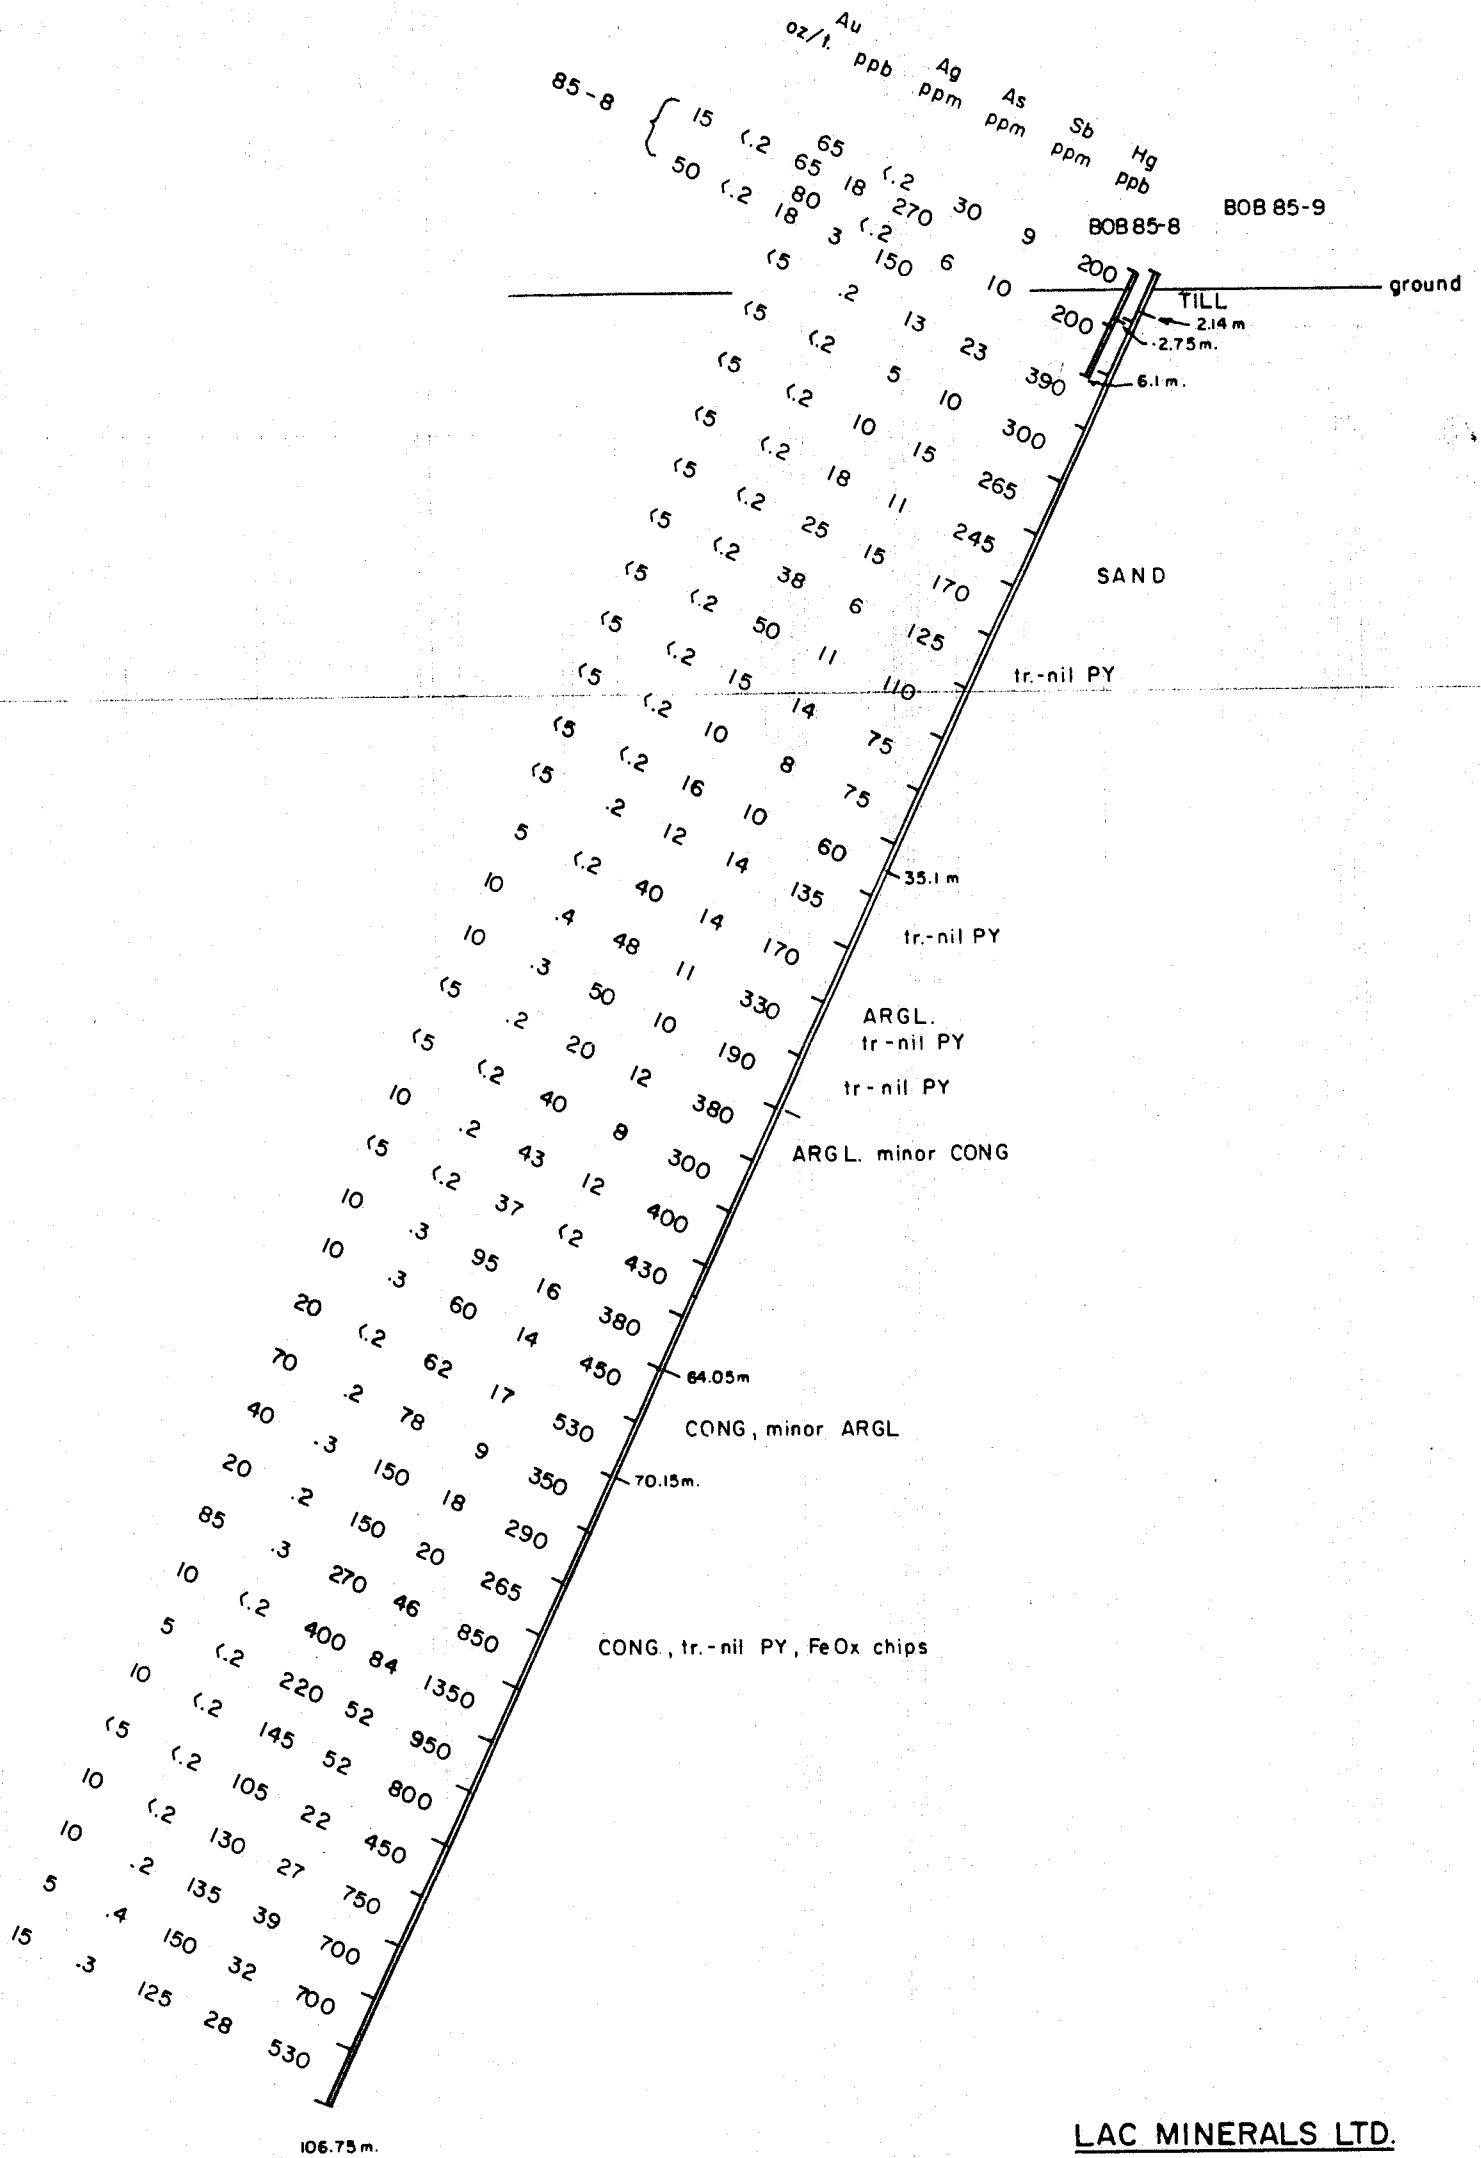 Au Ag As Sb Hg
oz/t. ppb ppm ppm ppm ppb
85-8
15 <.2 65 18 270
50 <.2 18 3 150
BOB 85-8
BOB 85-9
65 <.2 30 9 200
80 <.2 6 10 200
ground
TILL
2.14 m
2.75 m.
6.1 m.
<5 .2 13 23 390
<5 <.2 5 10 300
<5 <.2 10 15 265
<5 <.2 18 11 245
<5 <.2 25 15 170
SAND
<5 <.2 38 6 125
<5 <.2 50 11 110
tr.-nil PY
<5 <.2 15 14 75
<5 <.2 10 8 75
<5 <.2 16 10 60
35.1 m
<5 .2 12 14 135
5 <.2 40 14 170
tr.-nil PY
10 .4 48 11 330
ARGL.
tr-nil PY
10 .3 50 10 190
tr-nil PY
<5 .2 20 12 380
<5 <.2 40 8 300
ARGL. minor CONG
10 .2 43 12 400
<5 <.2 37 <2 430
10 .3 95 16 380
10 .3 60 14 450
64.05m
20 <.2 62 17 530
CONG, minor ARGL
70 .2 78 9 350
70.15m.
40 .3 150 18 290
20 .2 150 20 265
85 .3 270 46 850
CONG., tr.-nil PY, FeOx chips
10 <.2 400 84 1350
5 <.2 220 52 950
10 <.2 145 52 800
<5 <.2 105 22 450
10 <.2 130 27 750
10 .2 135 39 700
5 .4 150 32 700
15 .3 125 28 530
106.75 m.
LAC MINERALS LTD.